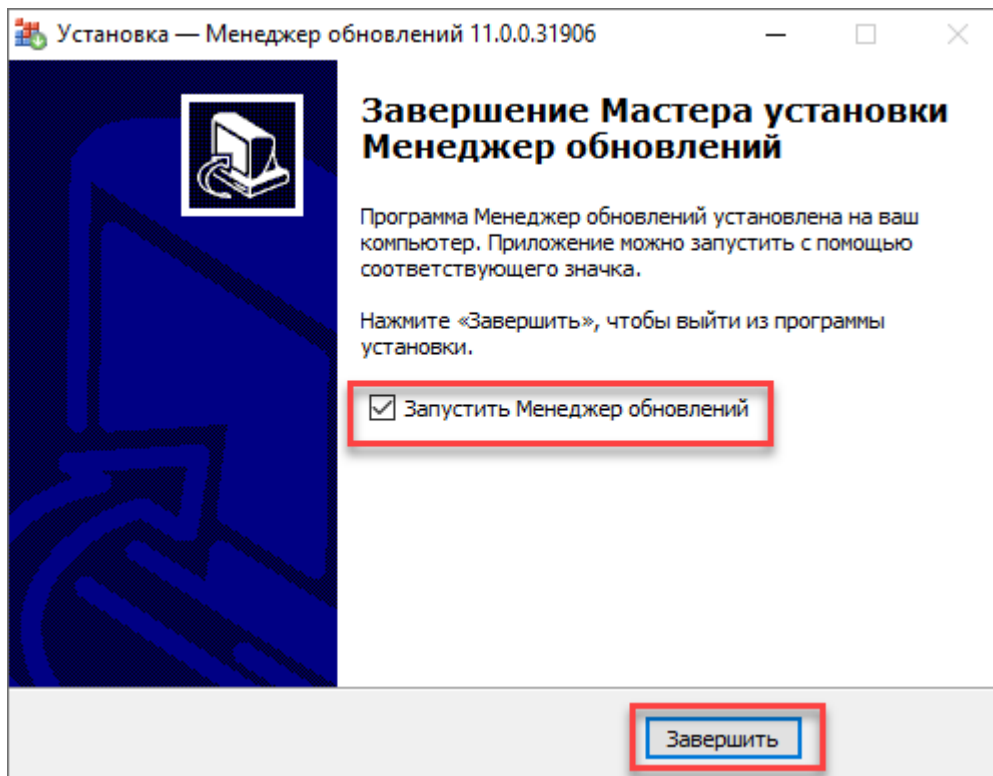 Установка — Менеджер обновлений 11.0.0.31906
Завершение Мастера установки
Менеджер обновлений
Программа Менеджер обновлений установлена на ваш
компьютер. Приложение можно запустить с помощью
соответствующего значка.
Нажмите «Завершить», чтобы выйти из программы
установки.
Запустить Менеджер обновлений
Завершить